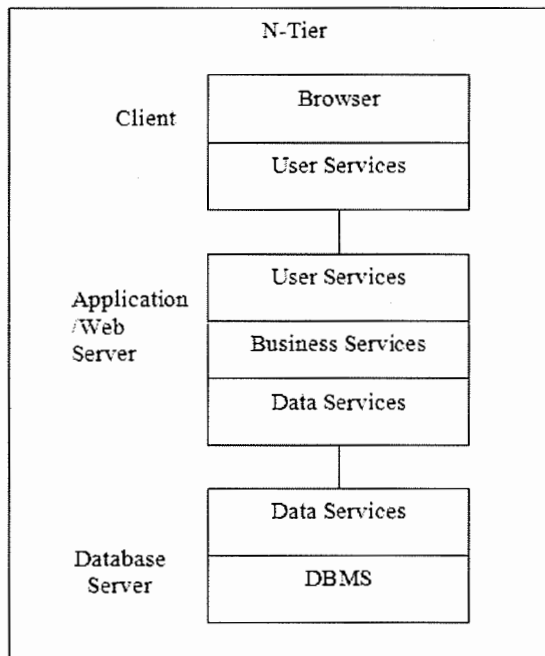 N-Tier
Client
Browser
User Services
Application
/Web
Server
User Services
Business Services
Data Services
Database
Server
Data Services
DBMS